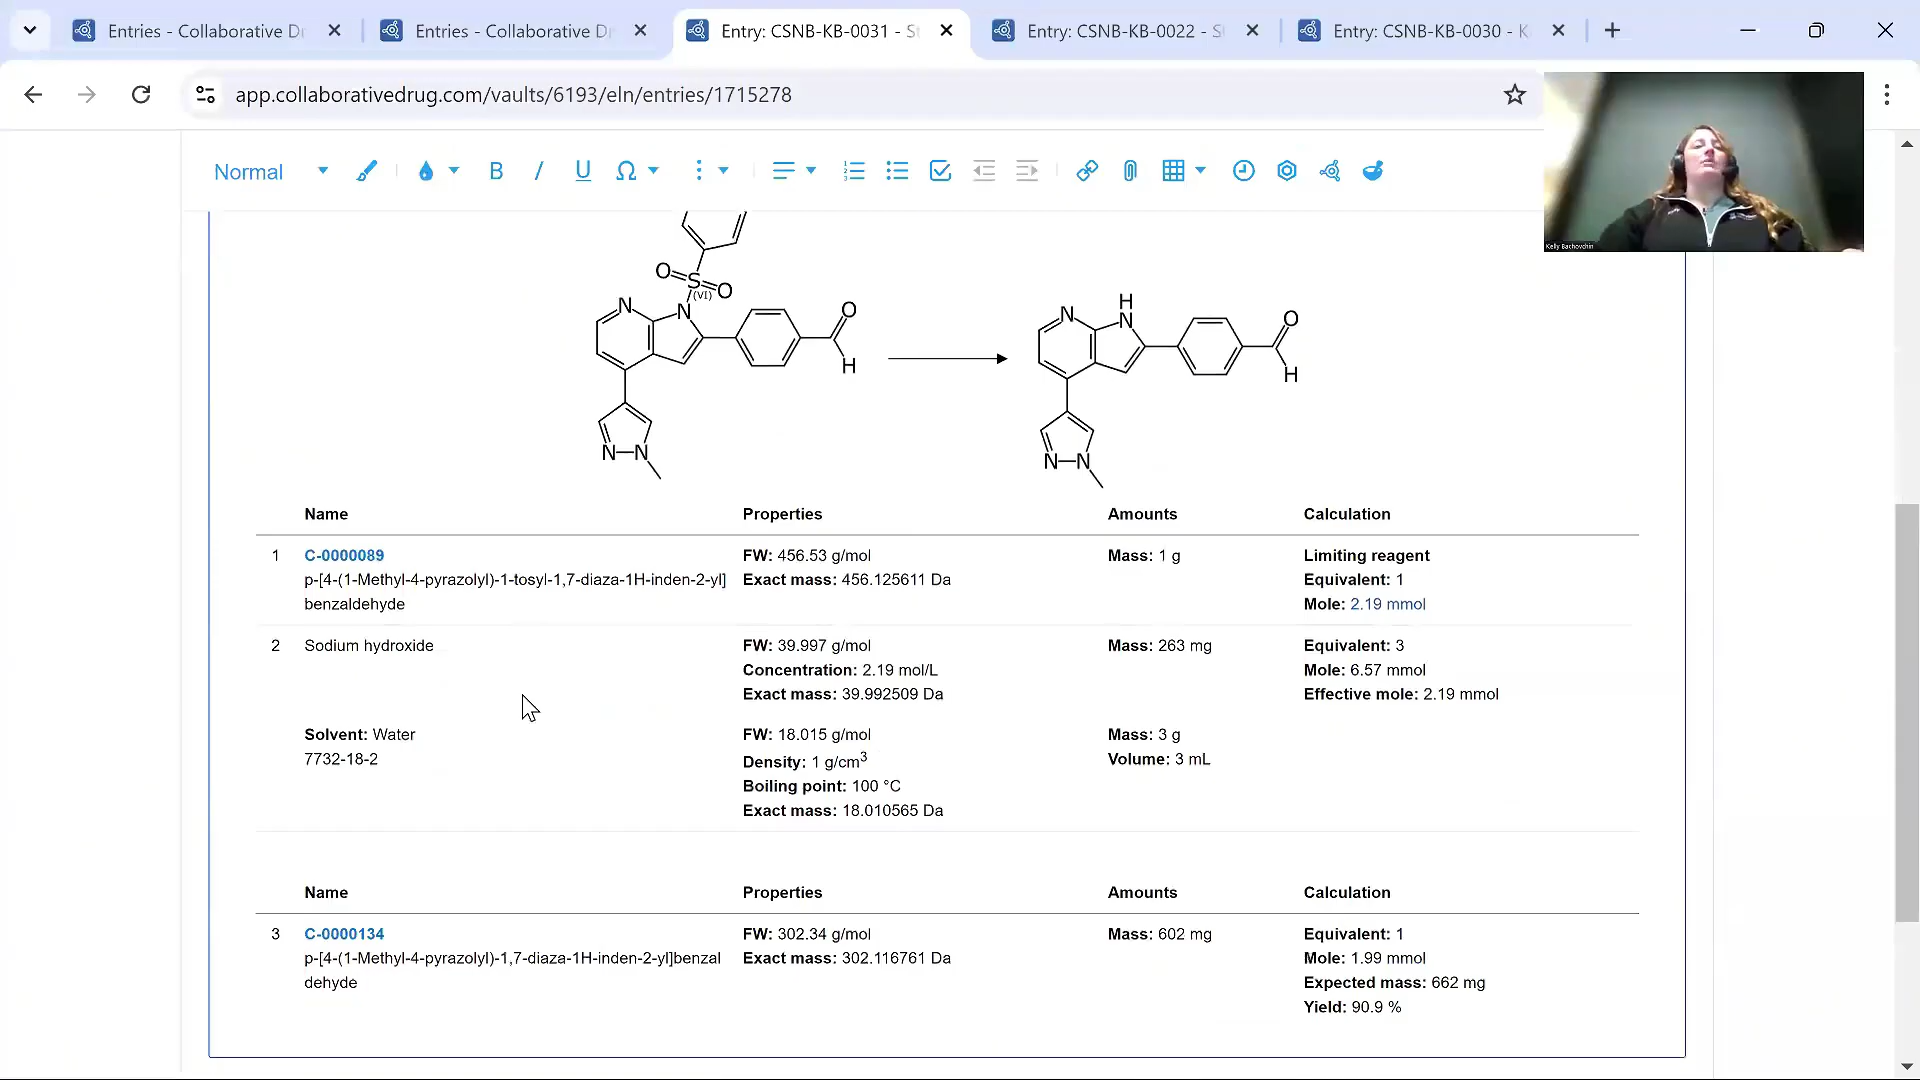 Entries - Collaborative D
Entries - Collaborative D
Entry: CSNB-KB-0031 - S
Entry: CSNB-KB-0022 - S
Entry: CSNB-KB-0030 - K
app.collaborativedrug.com/vaults/6193/eln/entries/1715278
Normal
B I U Ω
Kelly Bachovchin
O S O
(VI)
N N O
H
N N
H
N N O
H
N N
Name Properties Amounts Calculation
1 C-0000089 FW: 456.53 g/mol Mass: 1 g Limiting reagent
p-[4-(1-Methyl-4-pyrazolyl)-1-tosyl-1,7-diaza-1H-inden-2-yl] Exact mass: 456.125611 Da Equivalent: 1
benzaldehyde Mole: 2.19 mmol
2 Sodium hydroxide FW: 39.997 g/mol Mass: 263 mg Equivalent: 3
Concentration: 2.19 mol/L Mole: 6.57 mmol
Exact mass: 39.992509 Da Effective mole: 2.19 mmol
Solvent: Water FW: 18.015 g/mol Mass: 3 g
7732-18-2 Density: 1 g/cm³ Volume: 3 mL
Boiling point: 100 °C
Exact mass: 18.010565 Da
Name Properties Amounts Calculation
3 C-0000134 FW: 302.34 g/mol Mass: 602 mg Equivalent: 1
p-[4-(1-Methyl-4-pyrazolyl)-1,7-diaza-1H-inden-2-yl]benzal Exact mass: 302.116761 Da Mole: 1.99 mmol
dehyde Expected mass: 662 mg
Yield: 90.9 %